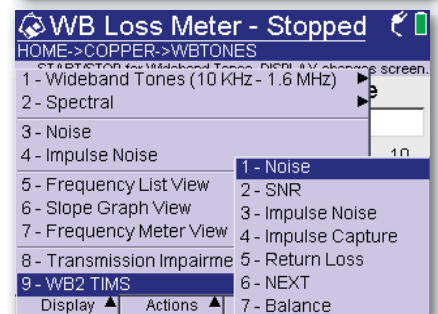 WB Loss Meter - Stopped
HOME->COPPER->WBTONES
screen.
1 - Wideband Tones (10 KHz - 1.6 MHz)
2 - Spectral
3 - Noise
4 - Impulse Noise
10
5 - Frequency List View
6 - Slope Graph View
7 - Frequency Meter View
8 - Transmission Impairme
9 - WB2 TIMS
1 - Noise
2 - SNR
3 - Impulse Noise
4 - Impulse Capture
5 - Return Loss
6 - NEXT
7 - Balance
Display Actions